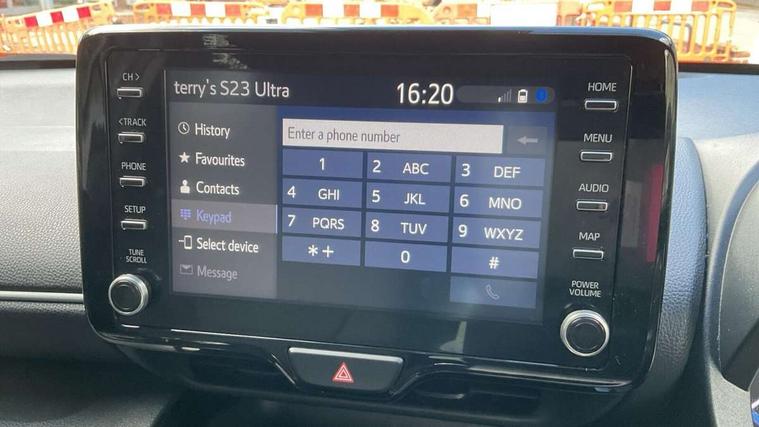 CH >
<TRACK
PHONE
SETUP
TUNE
SCROLL
terry's S23 Ultra
16:20
History
Favourites
Contacts
Keypad
Select device
Message
Enter a phone number
1
2 ABC
3 DEF
4 GHI
5 JKL
6 MNO
7 PQRS
8 TUV
9 WXYZ
*+
0
#
HOME
MENU
AUDIO
MAP
POWER
VOLUME